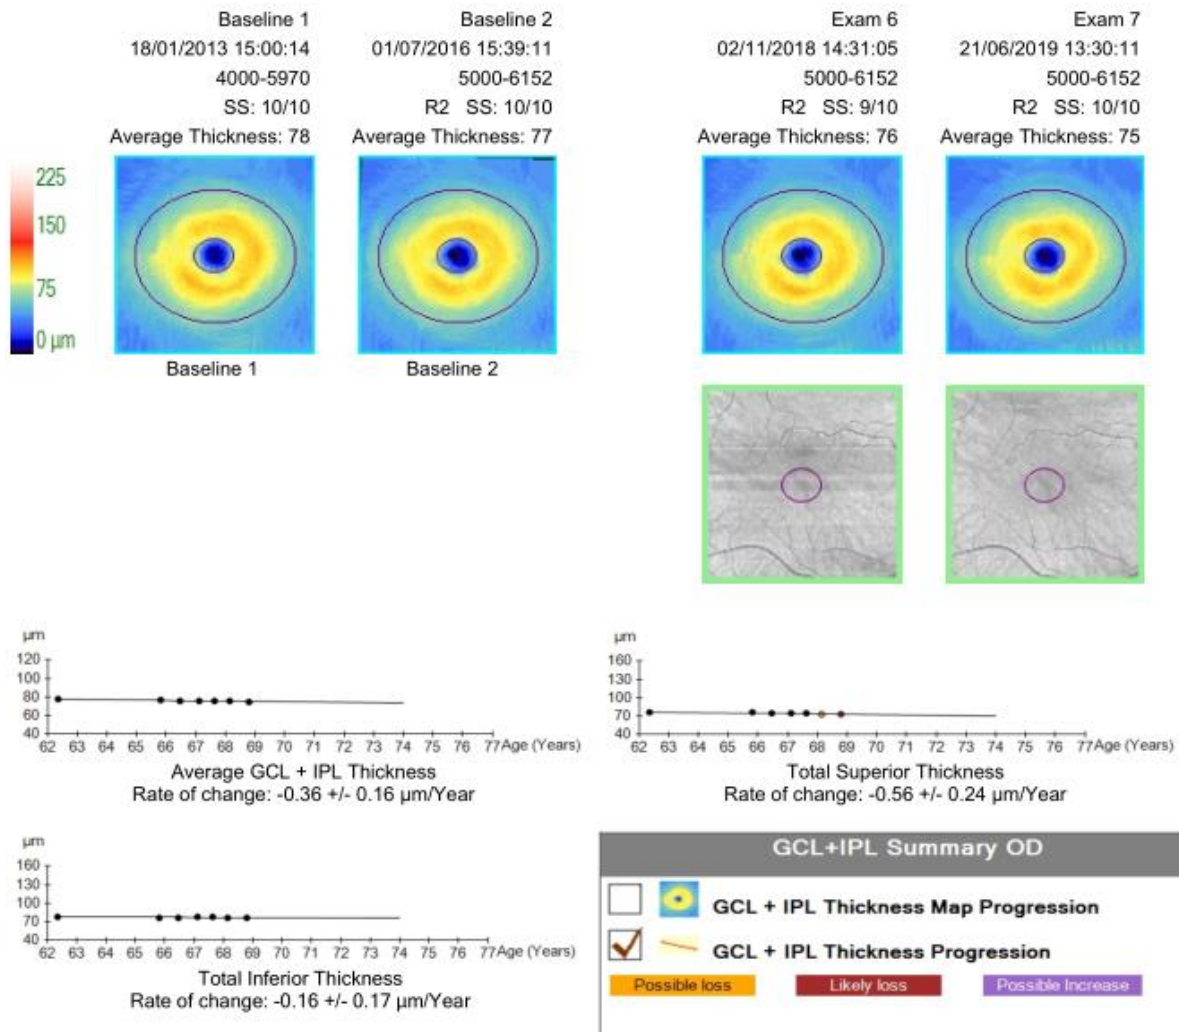 Baseline 1
18/01/2013 15:00:14
4000-5970
SS: 10/10
Average Thickness: 78
Baseline 2
01/07/2016 15:39:11
5000-6152
R2 SS: 10/10
Average Thickness: 77
Exam 6
02/11/2018 14:31:05
5000-6152
R2 SS: 9/10
Average Thickness: 76
Exam 7
21/06/2019 13:30:11
5000-6152
R2 SS: 10/10
Average Thickness: 75
225
150
75
0 µm
Baseline 1
Baseline 2
µm
120
100
80
60
40
62 63 64 65 66 67 68 69 70 71 72 73 74 75 76 77 Age (Years)
Average GCL + IPL Thickness
Rate of change: -0.36 +/- 0.16 µm/Year
µm
160
130
100
70
40
62 63 64 65 66 67 68 69 70 71 72 73 74 75 76 77 Age (Years)
Total Superior Thickness
Rate of change: -0.56 +/- 0.24 µm/Year
µm
160
130
100
70
40
62 63 64 65 66 67 68 69 70 71 72 73 74 75 76 77 Age (Years)
Total Inferior Thickness
Rate of change: -0.16 +/- 0.17 µm/Year
GCL+IPL Summary OD
GCL + IPL Thickness Map Progression
GCL + IPL Thickness Progression
Possible loss
Likely loss
Possible Increase